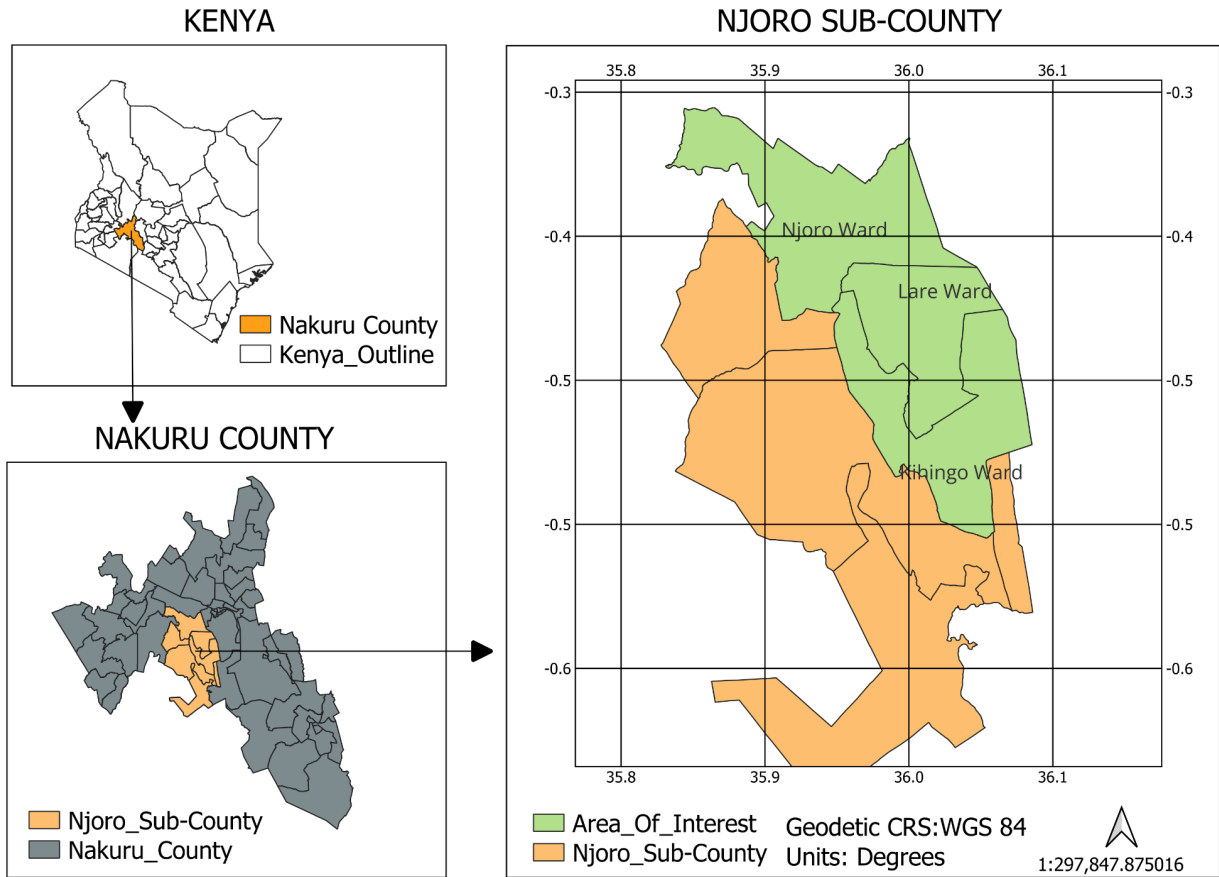 KENYA
Nakuru County
Kenya_Outline
NAKURU COUNTY
Njoro_Sub-County
Nakuru_County
NJORO SUB-COUNTY
35.8 35.9 36.0 36.1
-0.3 -0.3
Njoro Ward
-0.4 -0.4
Lare Ward
-0.5 -0.5
Kihingo Ward
-0.5 -0.5
-0.6 -0.6
35.8 35.9 36.0 36.1
Area_Of_Interest
Njoro_Sub-County
Geodetic CRS:WGS 84
Units: Degrees
1:297,847.875016